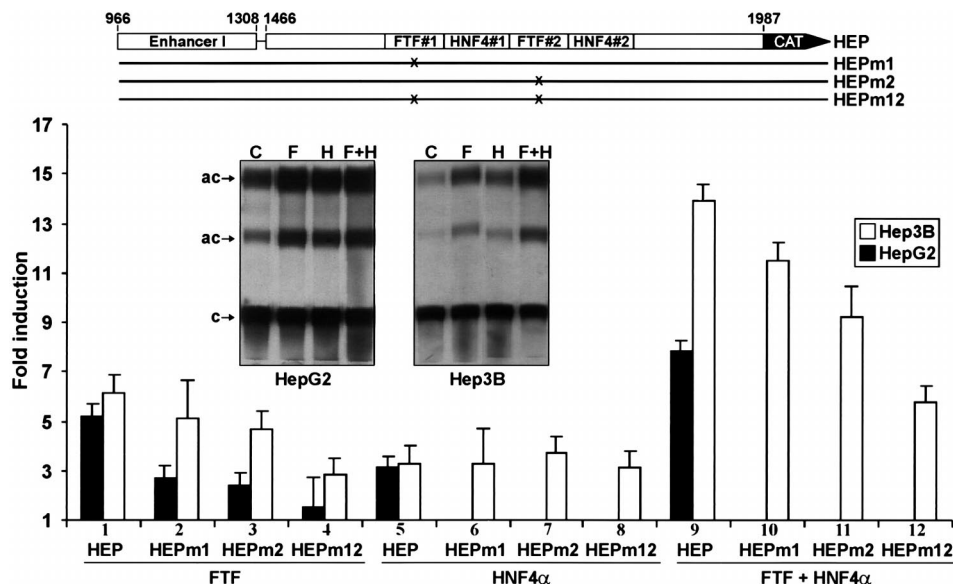 966 1308 1466 1987
Enhancer I FTF#1 HNF4#1 FTF#2 HNF4#2 CAT HEP
X HEPm1
X HEPm2
X X HEPm12
17
15
13
11
9
7
5
3
1
Fold induction
C F H F+H
ac→
ac→
c→
HepG2
C F H F+H
Hep3B
Hep3B
HepG2
1 2 3 4 5 6 7 8 9 10 11 12
HEP HEPm1 HEPm2 HEPm12 HEP HEPm1 HEPm2 HEPm12 HEP HEPm1 HEPm2 HEPm12
FTF HNF4α FTF + HNF4α